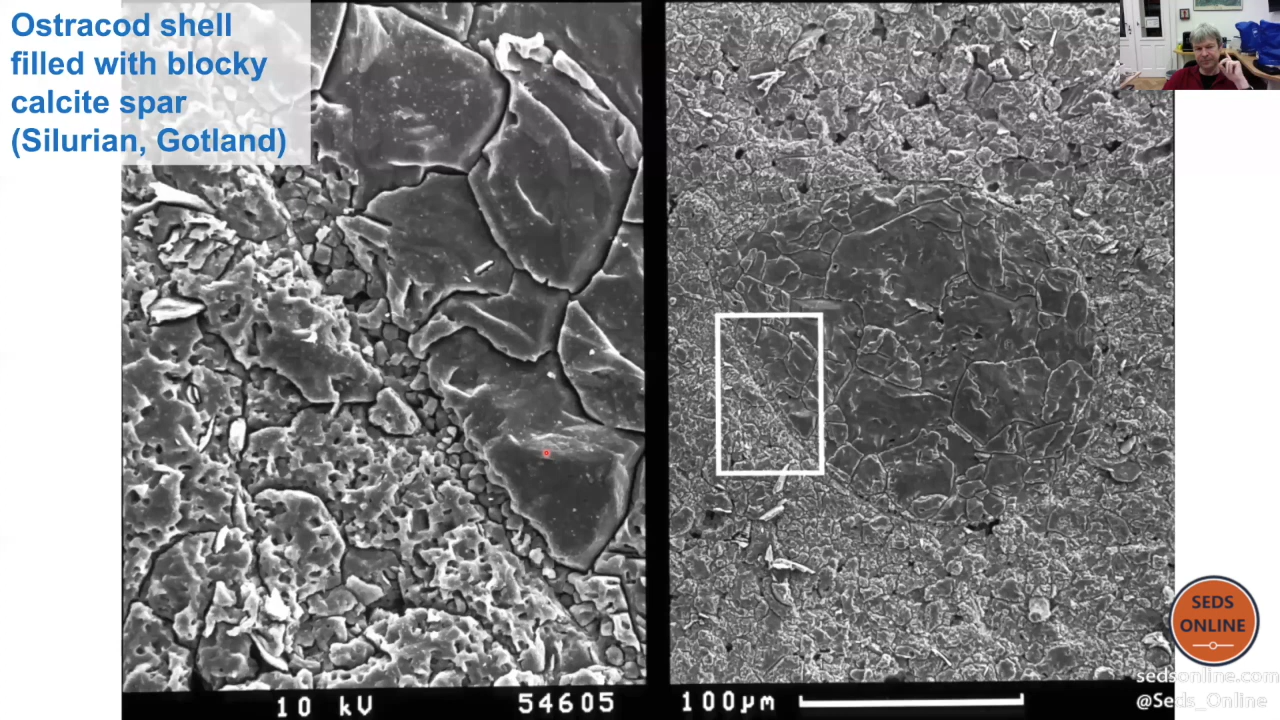 Ostracod shell
filled with blocky
calcite spar
(Silurian, Gotland)
10 kV
54605
100µm
SEDS
ONLINE
sedsonline.com
@Seds_Online